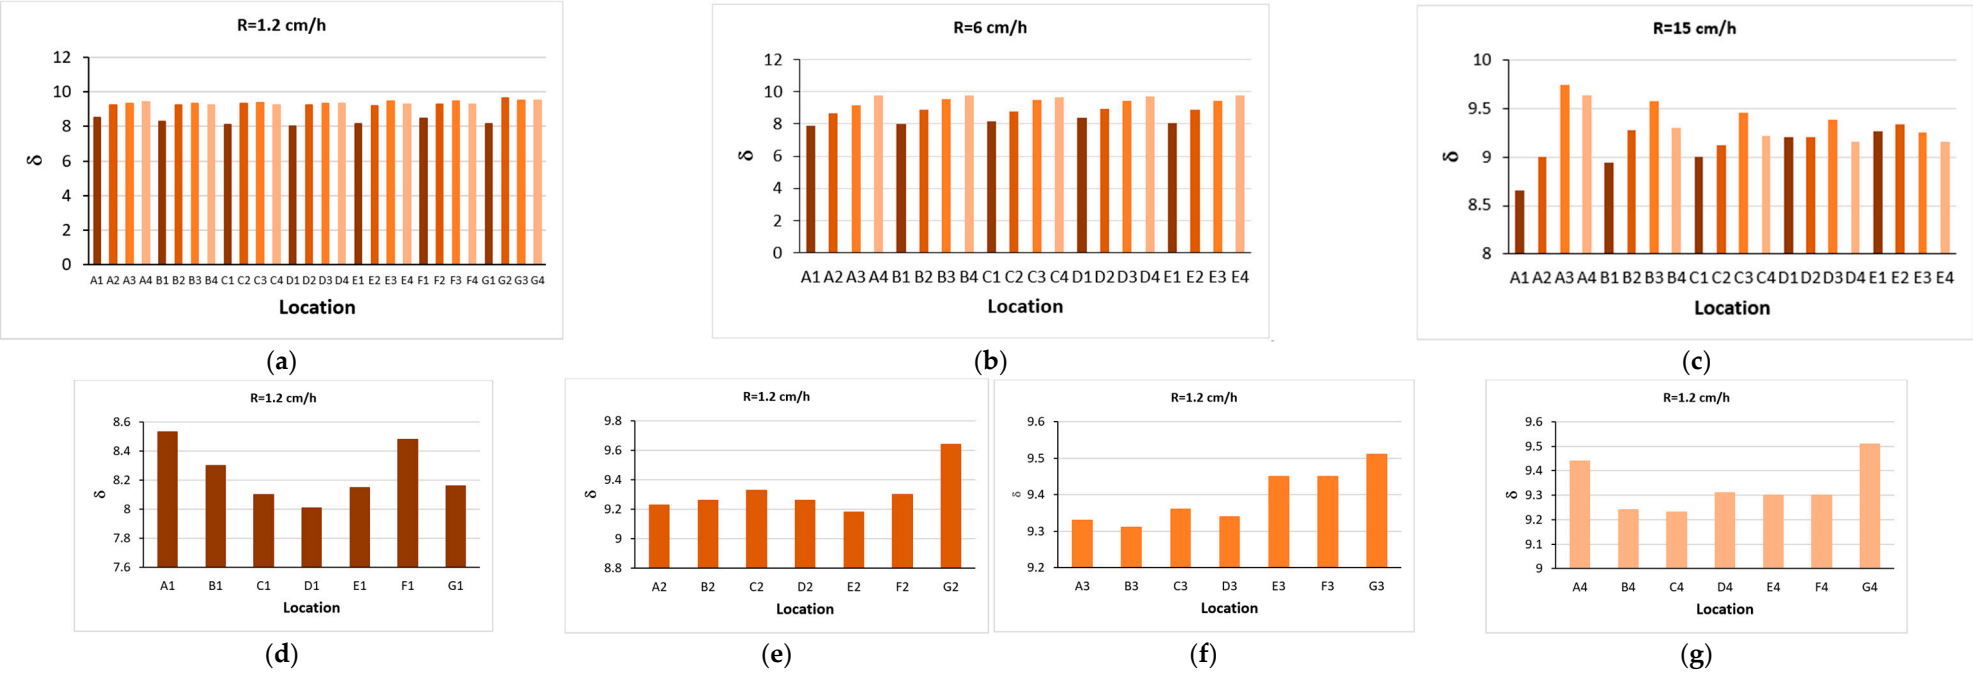 R=1.2 cm/h
12
10
8
6
4
2
0
δ
A1 A2 A3 A4 B1 B2 B3 B4 C1 C2 C3 C4 D1 D2 D3 D4 E1 E2 E3 E4 F1 F2 F3 F4 G1 G2 G3 G4
Location
(a)
R=6 cm/h
12
10
8
6
4
2
0
δ
A1 A2 A3 A4 B1 B2 B3 B4 C1 C2 C3 C4 D1 D2 D3 D4 E1 E2 E3 E4
Location
(b)
R=15 cm/h
10
9.5
9
8.5
8
δ
A1 A2 A3 A4 B1 B2 B3 B4 C1 C2 C3 C4 D1 D2 D3 D4 E1 E2 E3 E4
Location
(c)
R=1.2 cm/h
8.6
8.4
8.2
8
7.8
7.6
δ
A1 B1 C1 D1 E1 F1 G1
Location
(d)
R=1.2 cm/h
9.8
9.6
9.4
9.2
9
8.8
δ
A2 B2 C2 D2 E2 F2 G2
Location
(e)
R=1.2 cm/h
9.6
9.5
9.4
9.3
9.2
δ
A3 B3 C3 D3 E3 F3 G3
Location
(f)
R=1.2 cm/h
9.6
9.5
9.4
9.3
9.2
9.1
9
δ
A4 B4 C4 D4 E4 F4 G4
Location
(g)